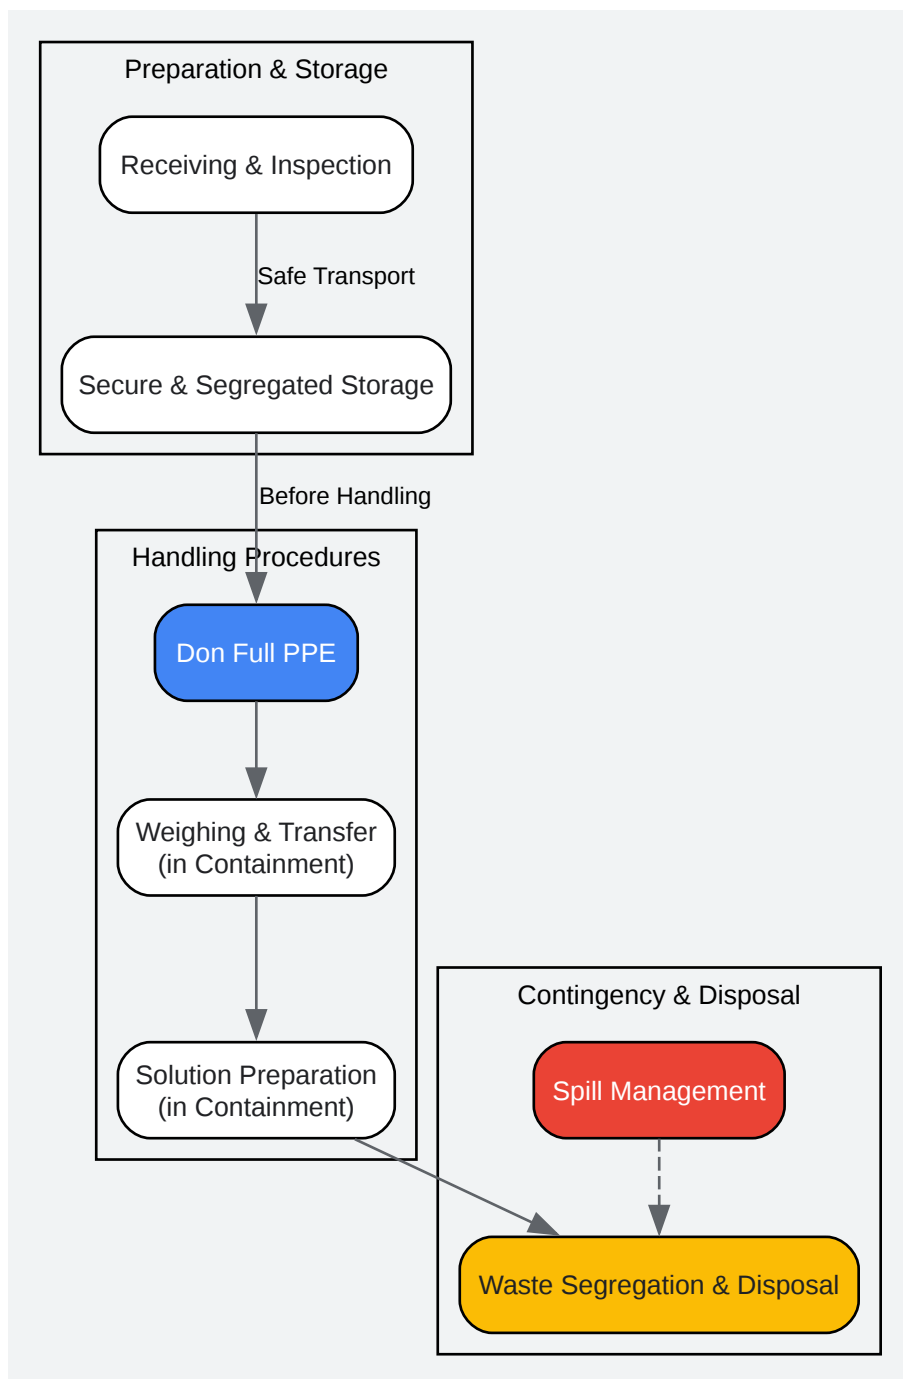 Preparation & Storage
Receiving & Inspection
Safe Transport
Secure & Segregated Storage
Before Handling
Handling Procedures
Don Full PPE
Weighing & Transfer
(in Containment)
Solution Preparation
(in Containment)
Contingency & Disposal
Spill Management
Waste Segregation & Disposal